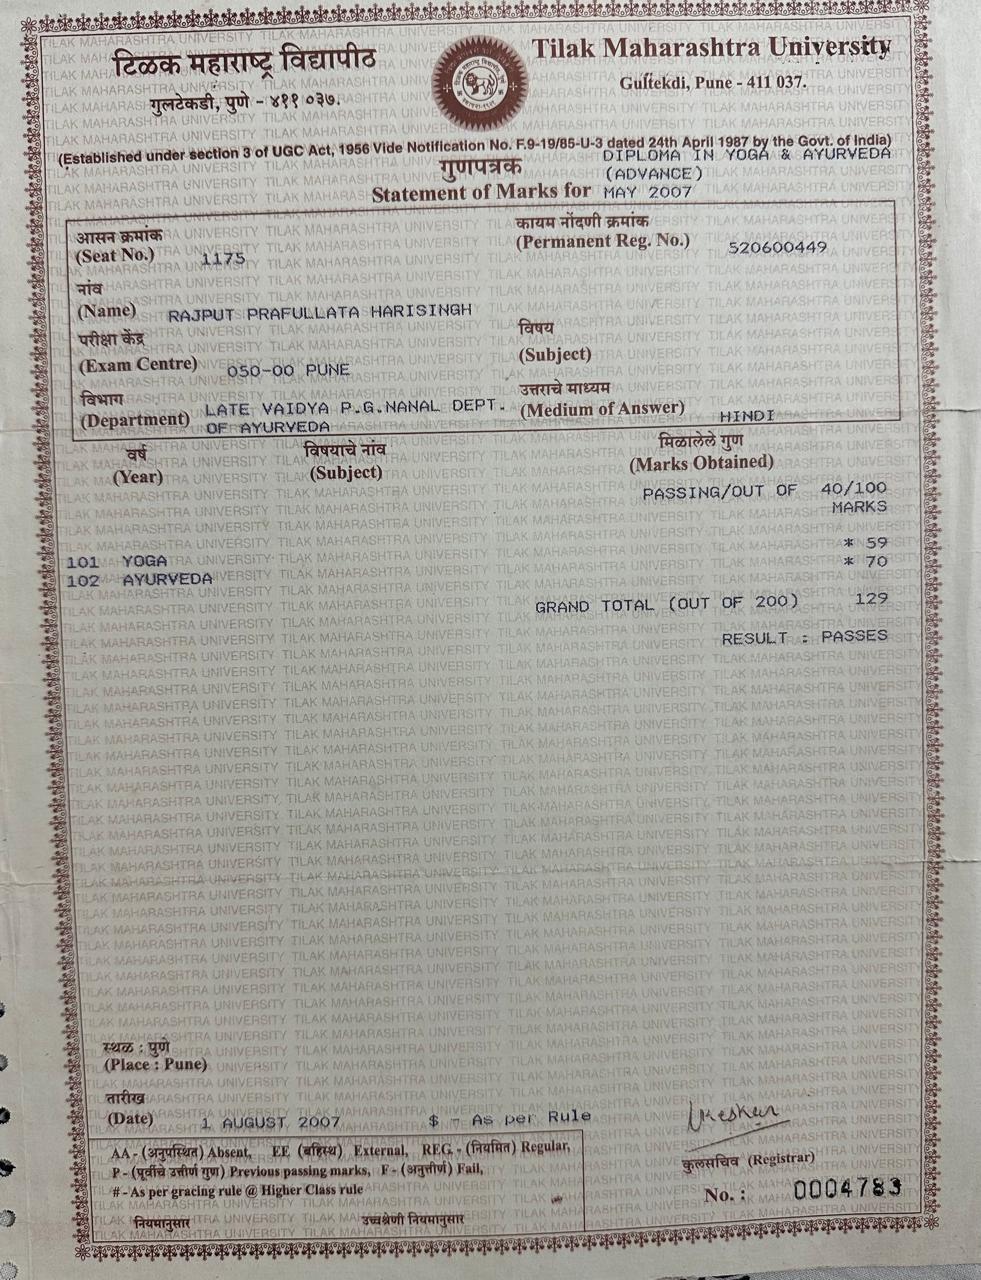 टिळक महाराष्ट्र विद्यापीठ
गुलटेकडी, पुणे - ४११ ०३७.
Tilak Maharashtra University
Gultekdi, Pune - 411 037.
(Established under section 3 of UGC Act, 1956 Vide Notification No. F.9-19/85-U-3 dated 24th April 1987 by the Govt. of India)
गुणपत्रक
DIPLOMA IN YOGA & AYURVEDA
(ADVANCE)
Statement of Marks for MAY 2007
आसन क्रमांक
(Seat No.) 1175
कायम नोंदणी क्रमांक
(Permanent Reg. No.) 520600449
नांव
(Name) RAJPUT PRAFULLATA HARISINGH
परीक्षा केंद्र
(Exam Centre) 050-00 PUNE
विषय
(Subject)
विभाग
(Department) LATE VAIDYA P.G.NANAL DEPT.
OF AYURVEDA
उत्तराचे माध्यम
(Medium of Answer) HINDI
वर्ष विषयाचे नांव मिळालेले गुण
(Year) (Subject) (Marks Obtained)
PASSING/OUT OF 40/100
MARKS
101 YOGA * 59
102 AYURVEDA * 70
GRAND TOTAL (OUT OF 200) 129
RESULT : PASSES
स्थळ : पुणे
(Place : Pune)
तारीख
(Date) 1 AUGUST 2007 $ - As per Rule
AA - (अनुपस्थित) Absent, EE (बहिस्थ) External, REG - (नियमित) Regular,
P - (पूर्वीचे उत्तीर्ण गुण) Previous passing marks, F - (अनुत्तीर्ण) Fail,
# - As per gracing rule @ Higher Class rule
नियमानुसार उच्चश्रेणी नियमानुसार
कुलसचिव (Registrar)
No. : 0004783